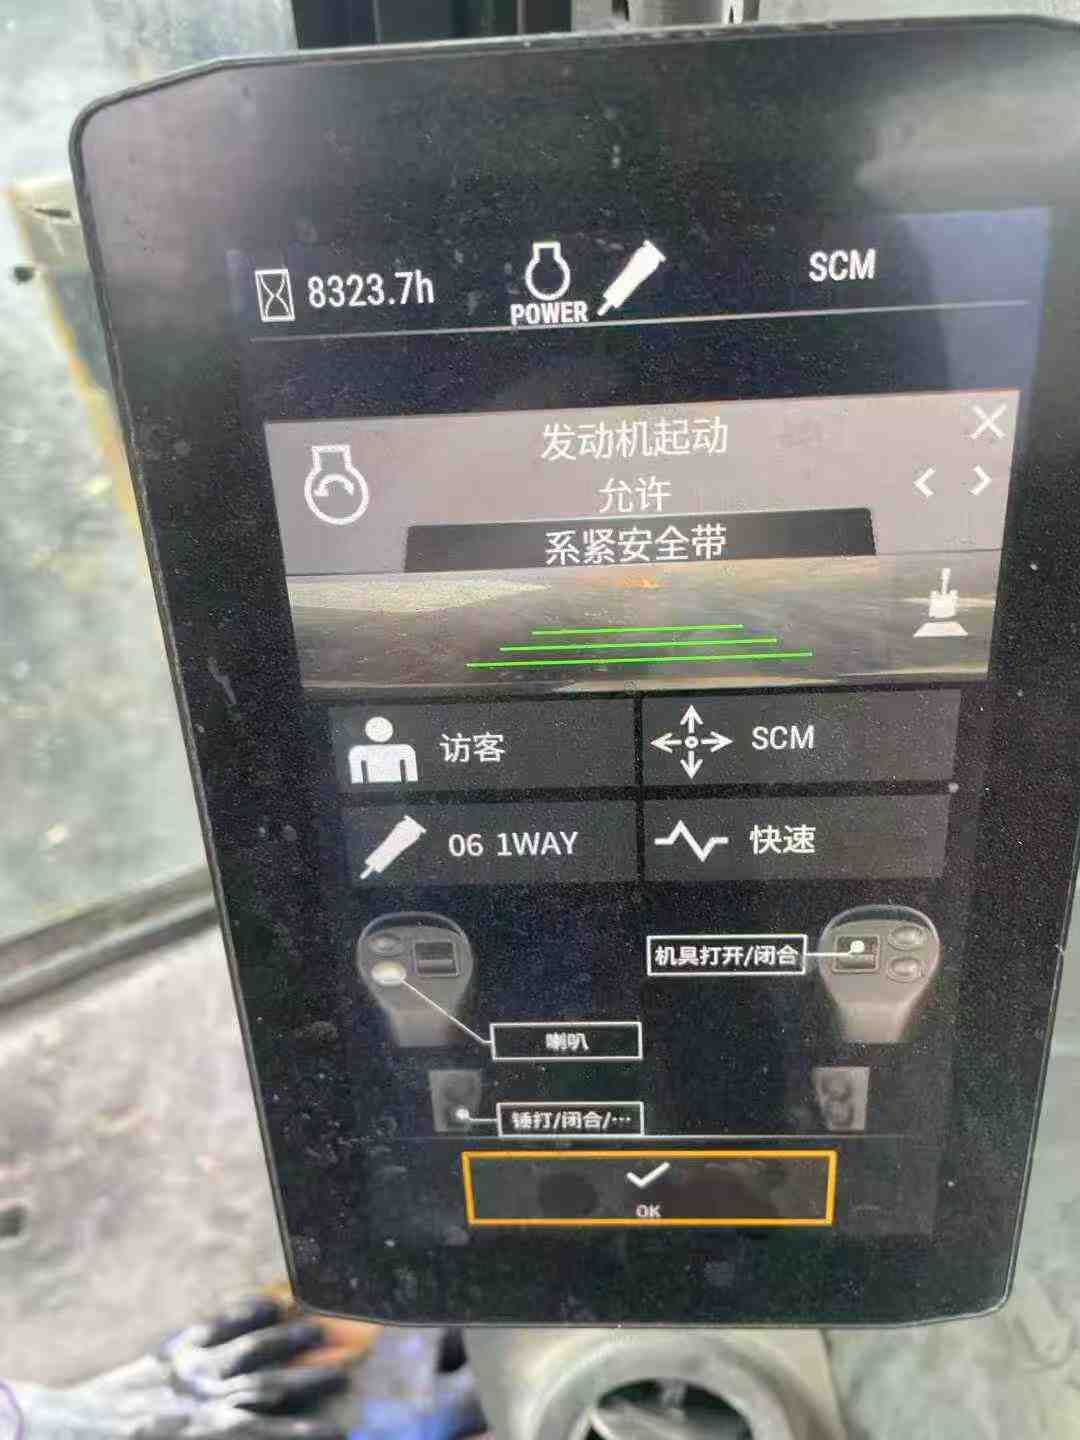 8323.7h
POWER
SCM
发动机起动
允许
系紧安全带
访客
SCM
06 1WAY
快速
机具打开/闭合
喇叭
锤打/闭合/…
OK